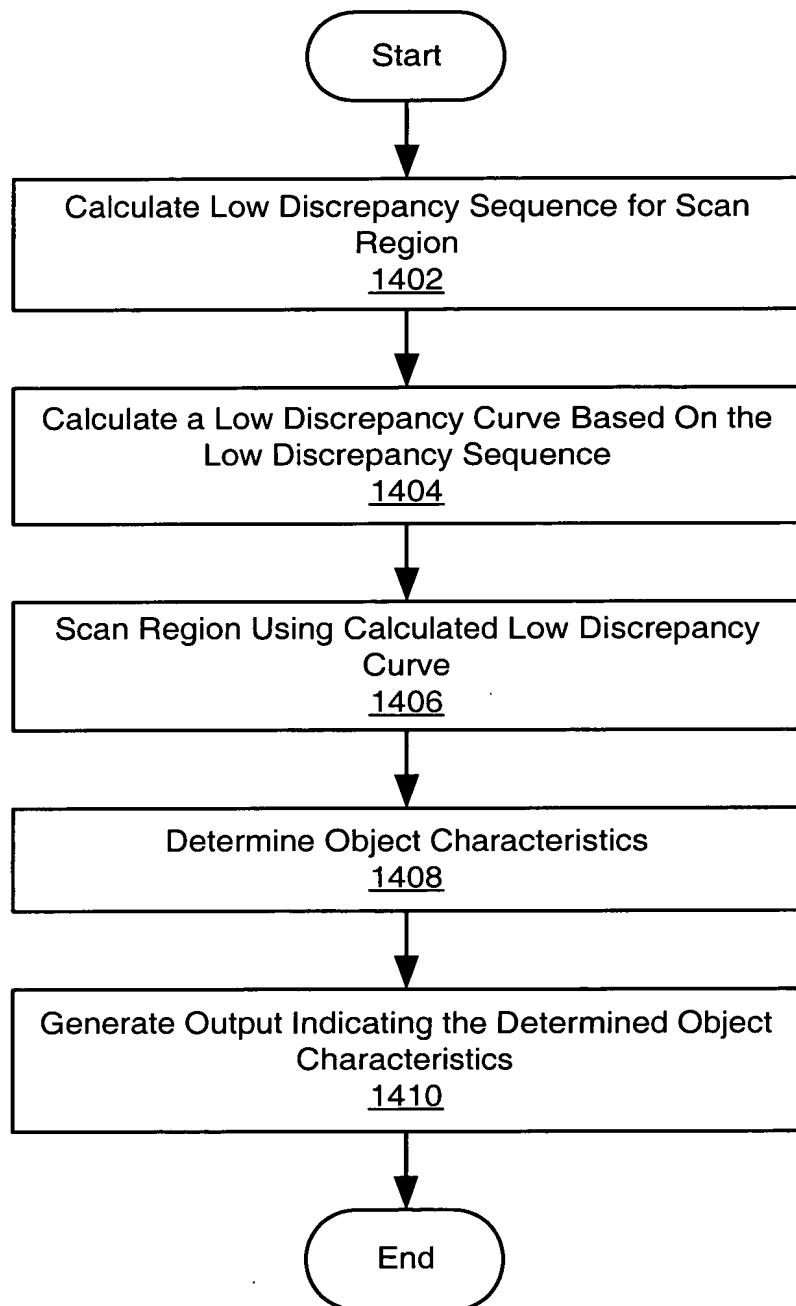 Start
Calculate Low Discrepancy Sequence for Scan
Region
1402
Calculate a Low Discrepancy Curve Based On the
Low Discrepancy Sequence
1404
Scan Region Using Calculated Low Discrepancy
Curve
1406
Determine Object Characteristics
1408
Generate Output Indicating the Determined Object
Characteristics
1410
End